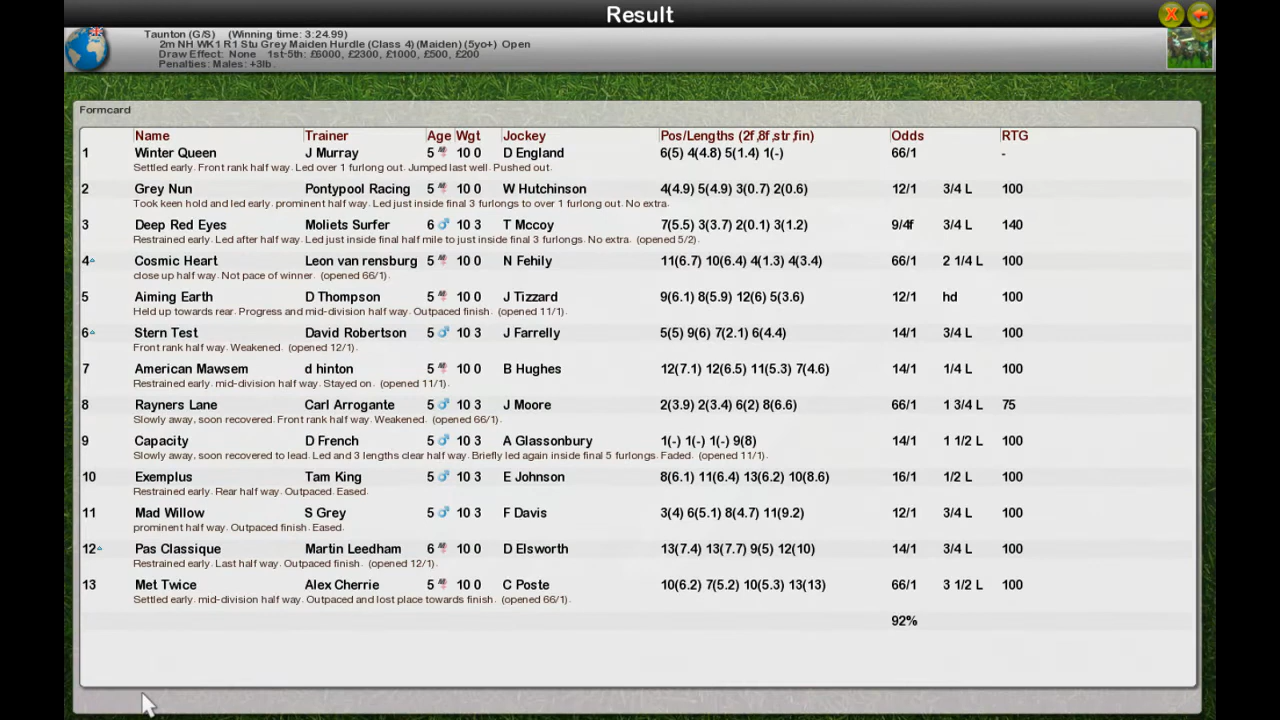 Result
Taunton (G/S) (Winning time: 3:24.99)
2m NH WK1 R1 Stu Grey Maiden Hurdle (Class 4) (Maiden) (5yo+) Open
Draw Effect: None 1st-5th: £6000, £2300, £1000, £500, £200
Penalties: Males: +3lb.
Formcard
Name Trainer Age Wgt Jockey Pos/Lengths (2f,8f,str,fin) Odds RTG
1 Winter Queen J Murray 5 10 0 D England 6(5) 4(4.8) 5(1.4) 1(-) 66/1 -
Settled early. Front rank half way. Led over 1 furlong out. Jumped last well. Pushed out.
2 Grey Nun Pontypool Racing 5 10 0 W Hutchinson 4(4.9) 5(4.9) 3(0.7) 2(0.6) 12/1 3/4 L 100
Took keen hold and led early. prominent half way. Led just inside final 3 furlongs to over 1 furlong out. No extra.
3 Deep Red Eyes Moliets Surfer 6 10 3 T Mccoy 7(5.5) 3(3.7) 2(0.1) 3(1.2) 9/4f 3/4 L 140
Restrained early. Led after half way. Led just inside final half mile to just inside final 3 furlongs. No extra. (opened 5/2).
4 Cosmic Heart Leon van rensburg 5 10 0 N Fehily 11(6.7) 10(6.4) 4(1.3) 4(3.4) 66/1 2 1/4 L 100
close up half way. Not pace of winner. (opened 66/1)
5 Aiming Earth D Thompson 5 10 0 J Tizzard 9(6.1) 8(5.9) 12(6) 5(3.6) 12/1 hd 100
Held up towards rear. Progress and mid-division half way. Outpaced finish. (opened 11/1).
6 Stern Test David Robertson 5 10 3 J Farrelly 5(5) 9(6) 7(2.1) 6(4.4) 14/1 3/4 L 100
Front rank half way. Weakened. (opened 12/1).
7 American Mawsem d hinton 5 10 0 B Hughes 12(7.1) 12(6.5) 11(5.3) 7(4.6) 14/1 1/4 L 100
Restrained early. mid-division half way. Stayed on. (opened 11/1).
8 Rayners Lane Carl Arrogante 5 10 3 J Moore 2(3.9) 2(3.4) 6(2) 8(6.6) 66/1 1 3/4 L 75
Slowly away, soon recovered. Front rank half way. Weakened. (opened 66/1).
9 Capacity D French 5 10 3 A Glassonbury 1(-) 1(-) 1(-) 9(8) 14/1 1 1/2 L 100
Slowly away, soon recovered to lead. Led and 3 lengths clear half way. Briefly led again inside final 5 furlongs. Faded. (opened 11/1).
10 Exemplus Tam King 5 10 3 E Johnson 8(6.1) 11(6.4) 13(6.2) 10(8.6) 16/1 1/2 L 100
Restrained early. Rear half way. Outpaced. Eased.
11 Mad Willow S Grey 5 10 3 F Davis 3(4) 6(5.1) 8(4.7) 11(9.2) 12/1 3/4 L 100
prominent half way. Outpaced finish. Eased.
12 Pas Classique Martin Leedham 6 10 0 D Elsworth 13(7.4) 13(7.7) 9(5) 12(10) 14/1 3/4 L 100
Restrained early. Last half way. Outpaced finish. (opened 12/1).
13 Met Twice Alex Cherrie 5 10 0 C Poste 10(6.2) 7(5.2) 10(5.3) 13(13) 66/1 3 1/2 L 100
Settled early. mid-division half way. Outpaced and lost place towards finish. (opened 66/1).
92%